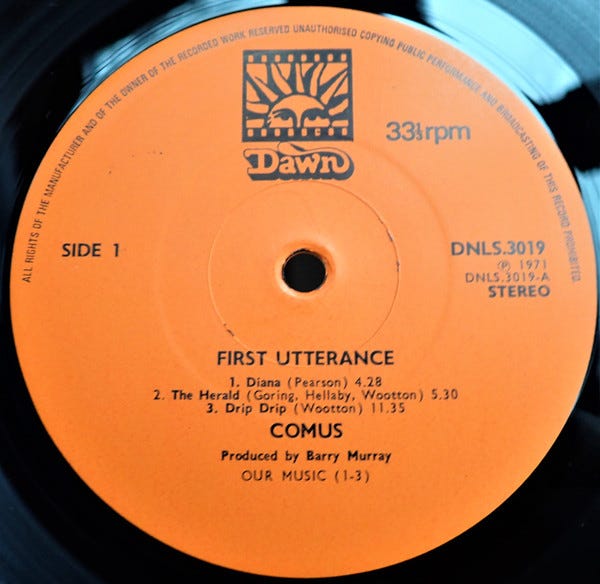 ALL RIGHTS OF THE MANUFACTURER AND OF THE OWNER OF THE RECORDED WORK RESERVED UNAUTHORISED COPYING PUBLIC PERFORMANCE AND BROADCASTING OF THIS RECORD PROHIBITED
33⅓rpm
Dawn
SIDE 1
DNLS.3019
Ⓟ 1971
DNLS.3019-A
STEREO
FIRST UTTERANCE
1. Diana (Pearson) 4.28
2. The Herald (Goring, Hellaby, Wootton) 5.30
3. Drip Drip (Wootton) 11.35
COMUS
Produced by Barry Murray
OUR MUSIC (1-3)